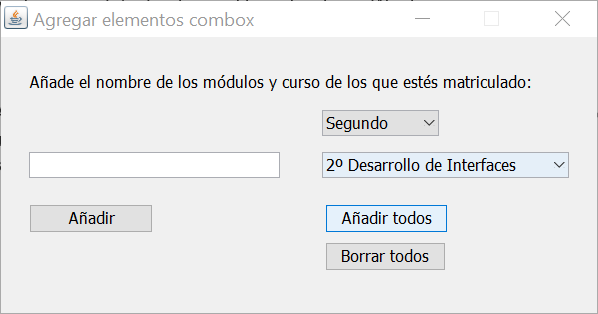 Agregar elementos combox
Añade el nombre de los módulos y curso de los que estés matriculado:
Segundo
2º Desarrollo de Interfaces
Añadir
Añadir todos
Borrar todos